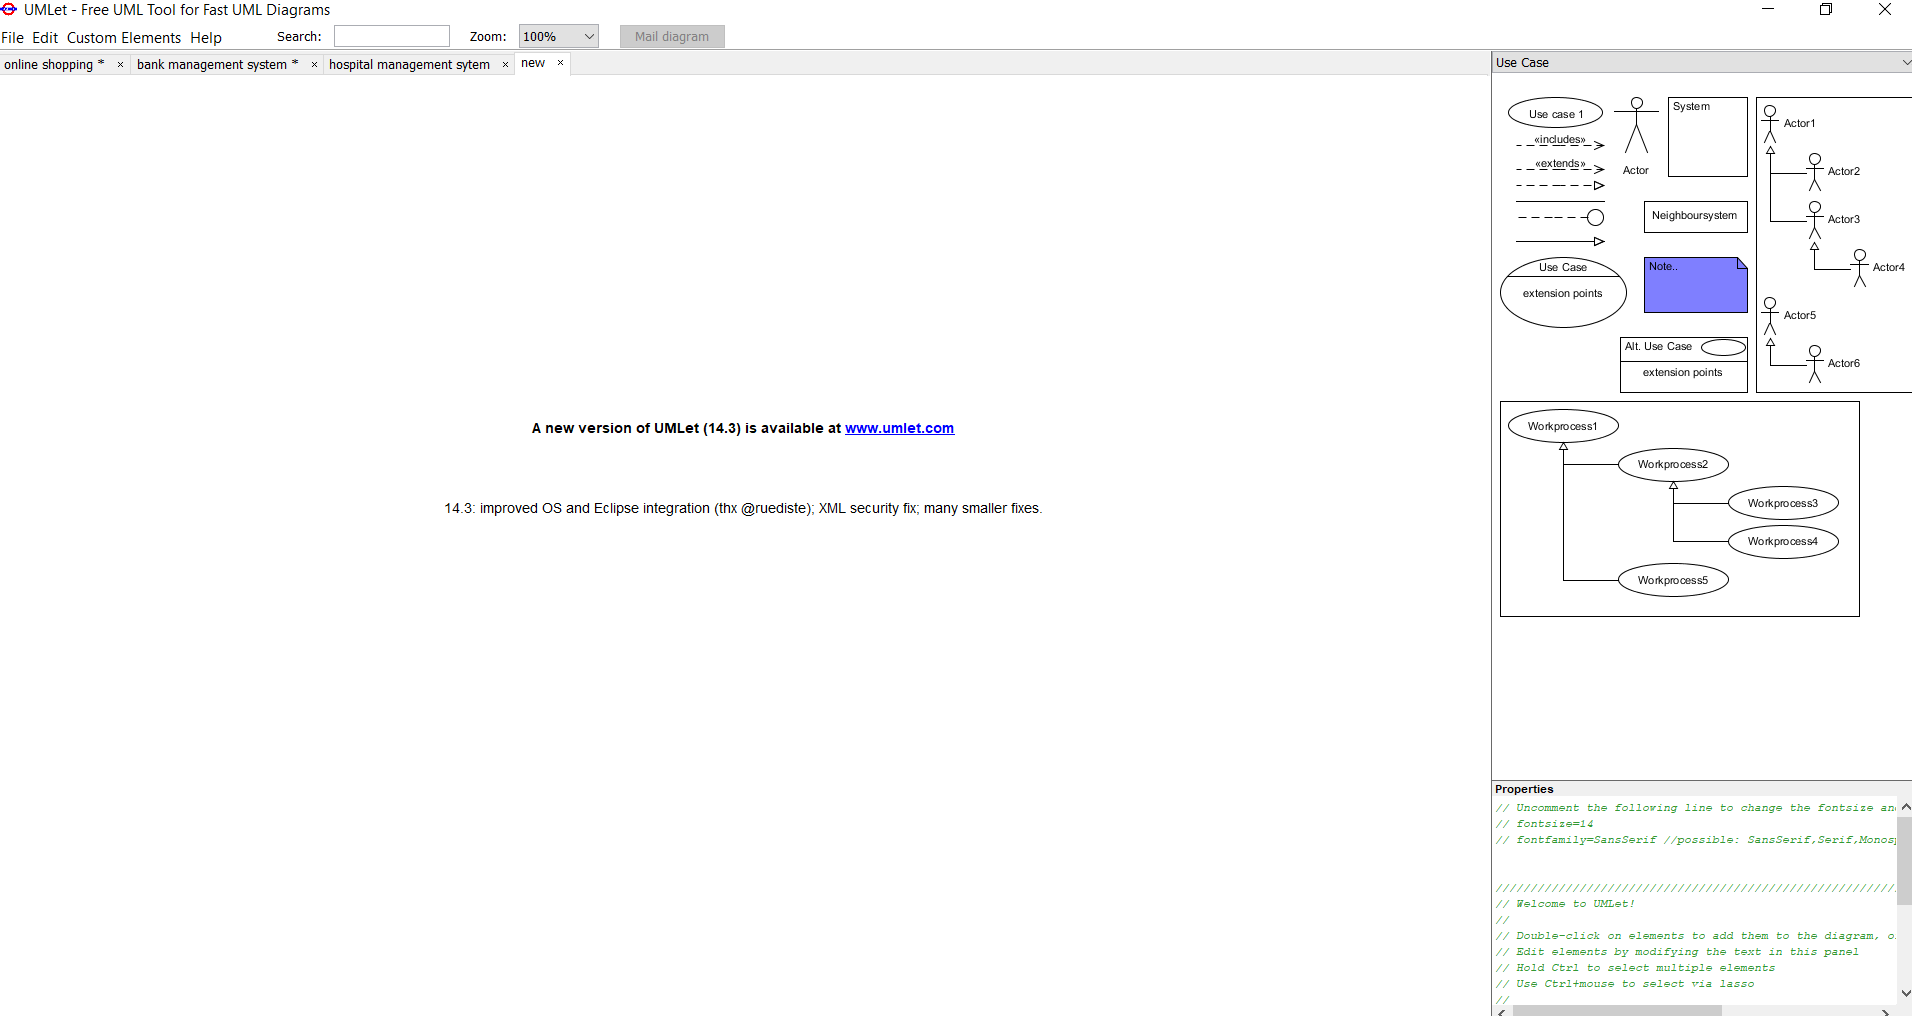 UMLet - Free UML Tool for Fast UML Diagrams
File Edit Custom Elements Help Search: Zoom: 100% Mail diagram
online shopping * × bank management system * × hospital management sytem × new ×
A new version of UMLet (14.3) is available at www.umlet.com
14.3: improved OS and Eclipse integration (thx @ruediste); XML security fix; many smaller fixes.
Use Case
Use case 1
«includes»
«extends»
Actor
System
Neighboursystem
Use Case
extension points
Note..
Alt. Use Case
extension points
Actor1
Actor2
Actor3
Actor4
Actor5
Actor6
Workprocess1
Workprocess2
Workprocess3
Workprocess4
Workprocess5
Properties
// Uncomment the following line to change the fontsize an
// fontsize=14
// fontfamily=SansSerif //possible: SansSerif,Serif,Monos
//////////////////////////////////////////////////////////
// Welcome to UMLet!
//
// Double-click on elements to add them to the diagram, o
// Edit elements by modifying the text in this panel
// Hold Ctrl to select multiple elements
// Use Ctrl+mouse to select via lasso
//